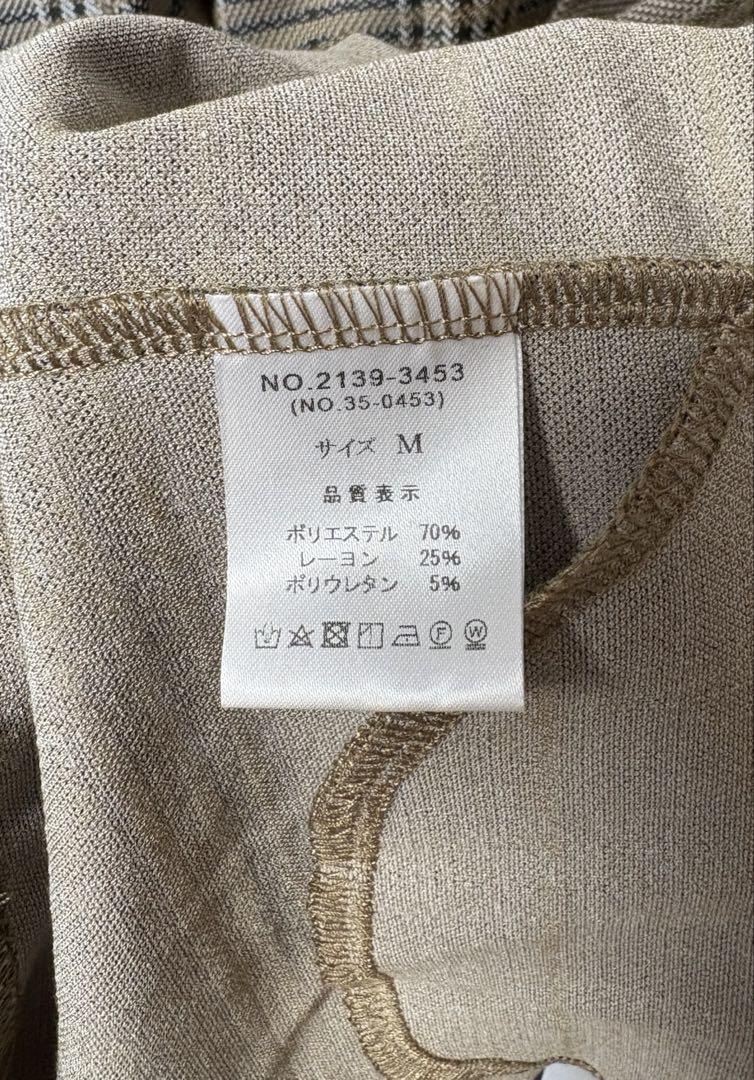 NO.2139-3453
(NO.35-0453)
サイズ M
品質表示
ポリエステル 70%
レーヨン 25%
ポリウレタン 5%
F W